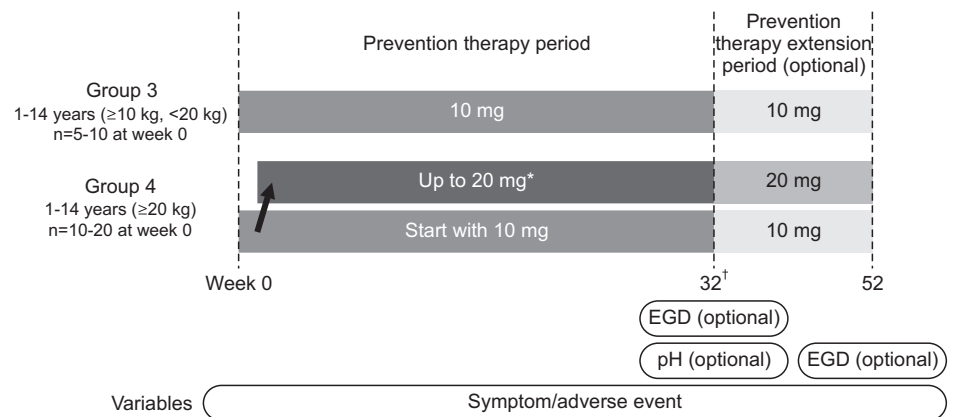 Prevention therapy period
Prevention
therapy extension
period (optional)
Group 3
1-14 years (≥10 kg, <20 kg)
n=5-10 at week 0
10 mg
10 mg
Group 4
1-14 years (≥20 kg)
n=10-20 at week 0
Up to 20 mg*
20 mg
Start with 10 mg
10 mg
Week 0
32†
52
EGD (optional)
pH (optional)
EGD (optional)
Variables
Symptom/adverse event